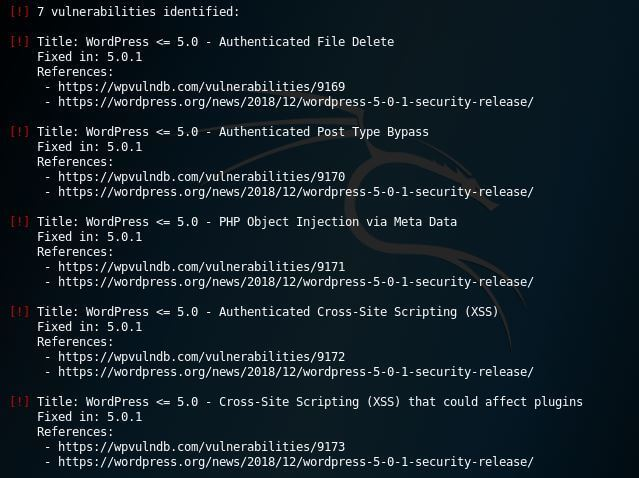 [!] 7 vulnerabilities identified:
[!] Title: WordPress <= 5.0 - Authenticated File Delete
Fixed in: 5.0.1
References:
- https://wpvulndb.com/vulnerabilities/9169
- https://wordpress.org/news/2018/12/wordpress-5-0-1-security-release/
[!] Title: WordPress <= 5.0 - Authenticated Post Type Bypass
Fixed in: 5.0.1
References:
- https://wpvulndb.com/vulnerabilities/9170
- https://wordpress.org/news/2018/12/wordpress-5-0-1-security-release/
[!] Title: WordPress <= 5.0 - PHP Object Injection via Meta Data
Fixed in: 5.0.1
References:
- https://wpvulndb.com/vulnerabilities/9171
- https://wordpress.org/news/2018/12/wordpress-5-0-1-security-release/
[!] Title: WordPress <= 5.0 - Authenticated Cross-Site Scripting (XSS)
Fixed in: 5.0.1
References:
- https://wpvulndb.com/vulnerabilities/9172
- https://wordpress.org/news/2018/12/wordpress-5-0-1-security-release/
[!] Title: WordPress <= 5.0 - Cross-Site Scripting (XSS) that could affect plugins
Fixed in: 5.0.1
References:
- https://wpvulndb.com/vulnerabilities/9173
- https://wordpress.org/news/2018/12/wordpress-5-0-1-security-release/